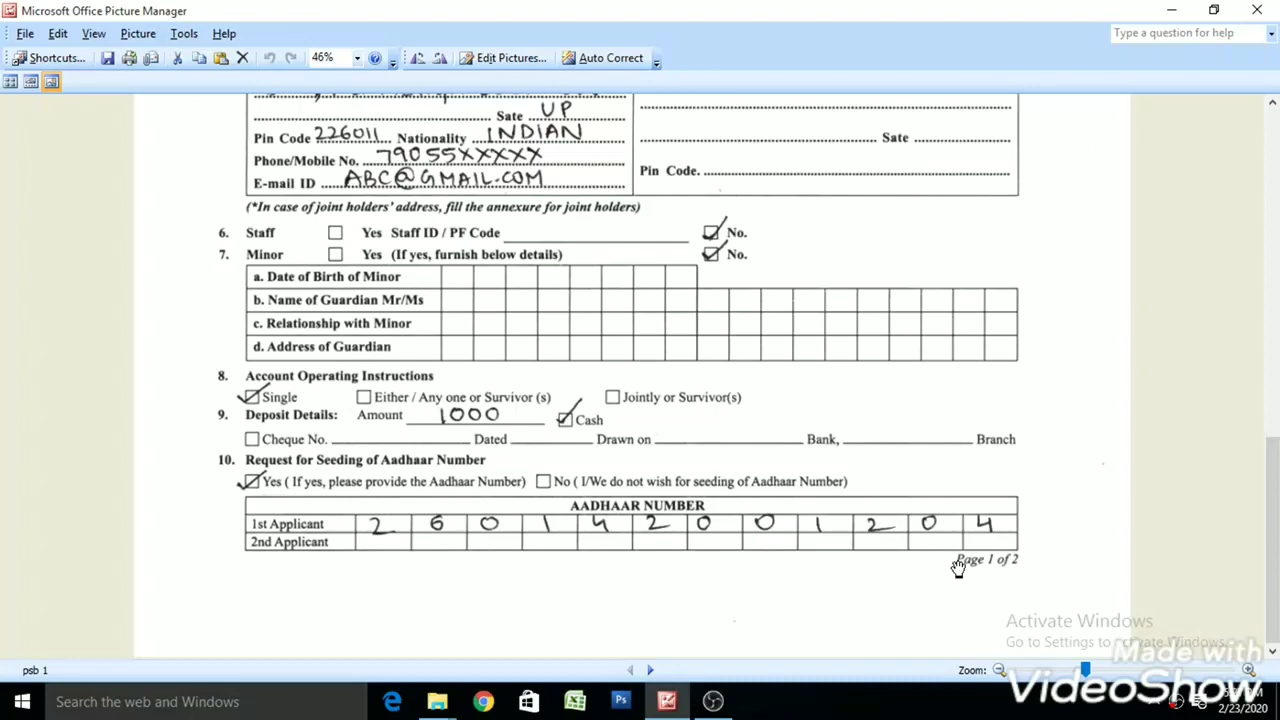 Microsoft Office Picture Manager
File Edit View Picture Tools Help
Type a question for help
Shortcuts... 46% Edit Pictures... Auto Correct
Sate UP
Pin Code 226011 Nationality INDIAN
Sate
Phone/Mobile No. 79055XXXXX
Pin Code.
E-mail ID ABC@GMAIL.COM
(*In case of joint holders' address, fill the annexure for joint holders)
6. Staff Yes Staff ID / PF Code No.
7. Minor Yes (If yes, furnish below details) No.
a. Date of Birth of Minor
b. Name of Guardian Mr/Ms
c. Relationship with Minor
d. Address of Guardian
8. Account Operating Instructions
Single Either / Any one or Survivor (s) Jointly or Survivor(s)
9. Deposit Details: Amount 1000 Cash
Cheque No. Dated Drawn on Bank, Branch
10. Request for Seeding of Aadhaar Number
Yes ( If yes, please provide the Aadhaar Number) No ( I/We do not wish for seeding of Aadhaar Number)
AADHAAR NUMBER
1st Applicant 2 6 0 1 4 2 0 0 1 2 0 4
2nd Applicant
Page 1 of 2
Activate Windows
Go to Settings to Activate Windows.
Made with
VideoShow
psb 1 Zoom:
Search the web and Windows
2/23/2020